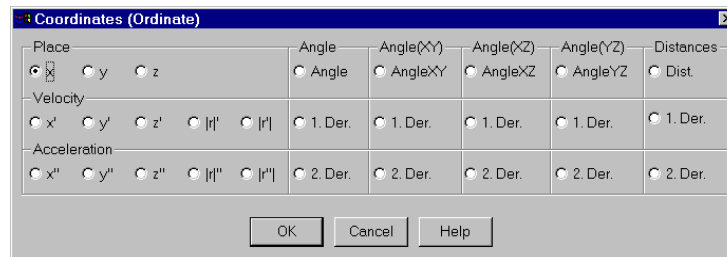 Coordinates (Ordinate)
Place Angle Angle(XY) Angle(XZ) Angle(YZ) Distances
x y z Angle AngleXY AngleXZ AngleYZ Dist.
Velocity
x' y' z' |r|' |r'| 1. Der. 1. Der. 1. Der. 1. Der. 1. Der.
Acceleration
x'' y'' z'' |r|'' |r''| 2. Der. 2. Der. 2. Der. 2. Der. 2. Der.
OK Cancel Help